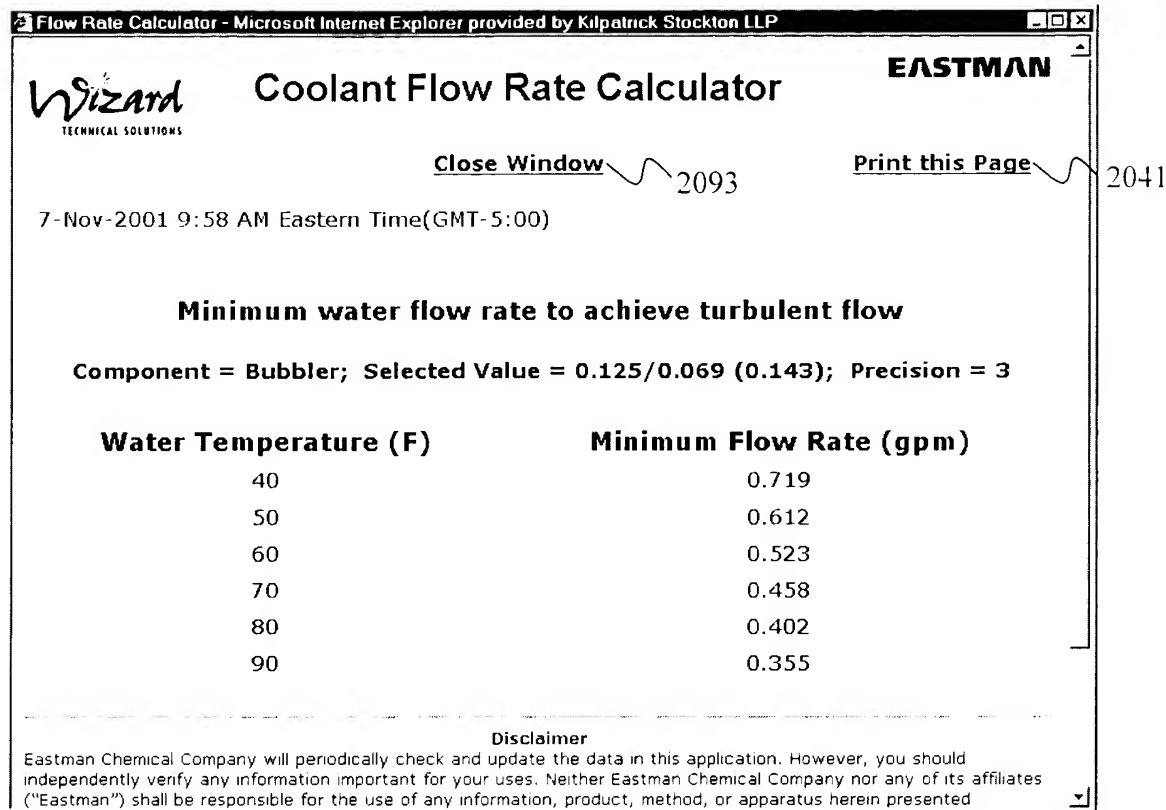 Flow Rate Calculator - Microsoft Internet Explorer provided by Kilpatrick Stockton LLP
Wizard
TECHNICAL SOLUTIONS
Coolant Flow Rate Calculator
EASTMAN
Close Window 2093
Print this Page 2041
7-Nov-2001 9:58 AM Eastern Time(GMT-5:00)
Minimum water flow rate to achieve turbulent flow
Component = Bubbler; Selected Value = 0.125/0.069 (0.143); Precision = 3
Water Temperature (F) Minimum Flow Rate (gpm)
40 0.719
50 0.612
60 0.523
70 0.458
80 0.402
90 0.355
Disclaimer
Eastman Chemical Company will periodically check and update the data in this application. However, you should
independently verify any information important for your uses. Neither Eastman Chemical Company nor any of its affiliates
("Eastman") shall be responsible for the use of any information, product, method, or apparatus herein presented